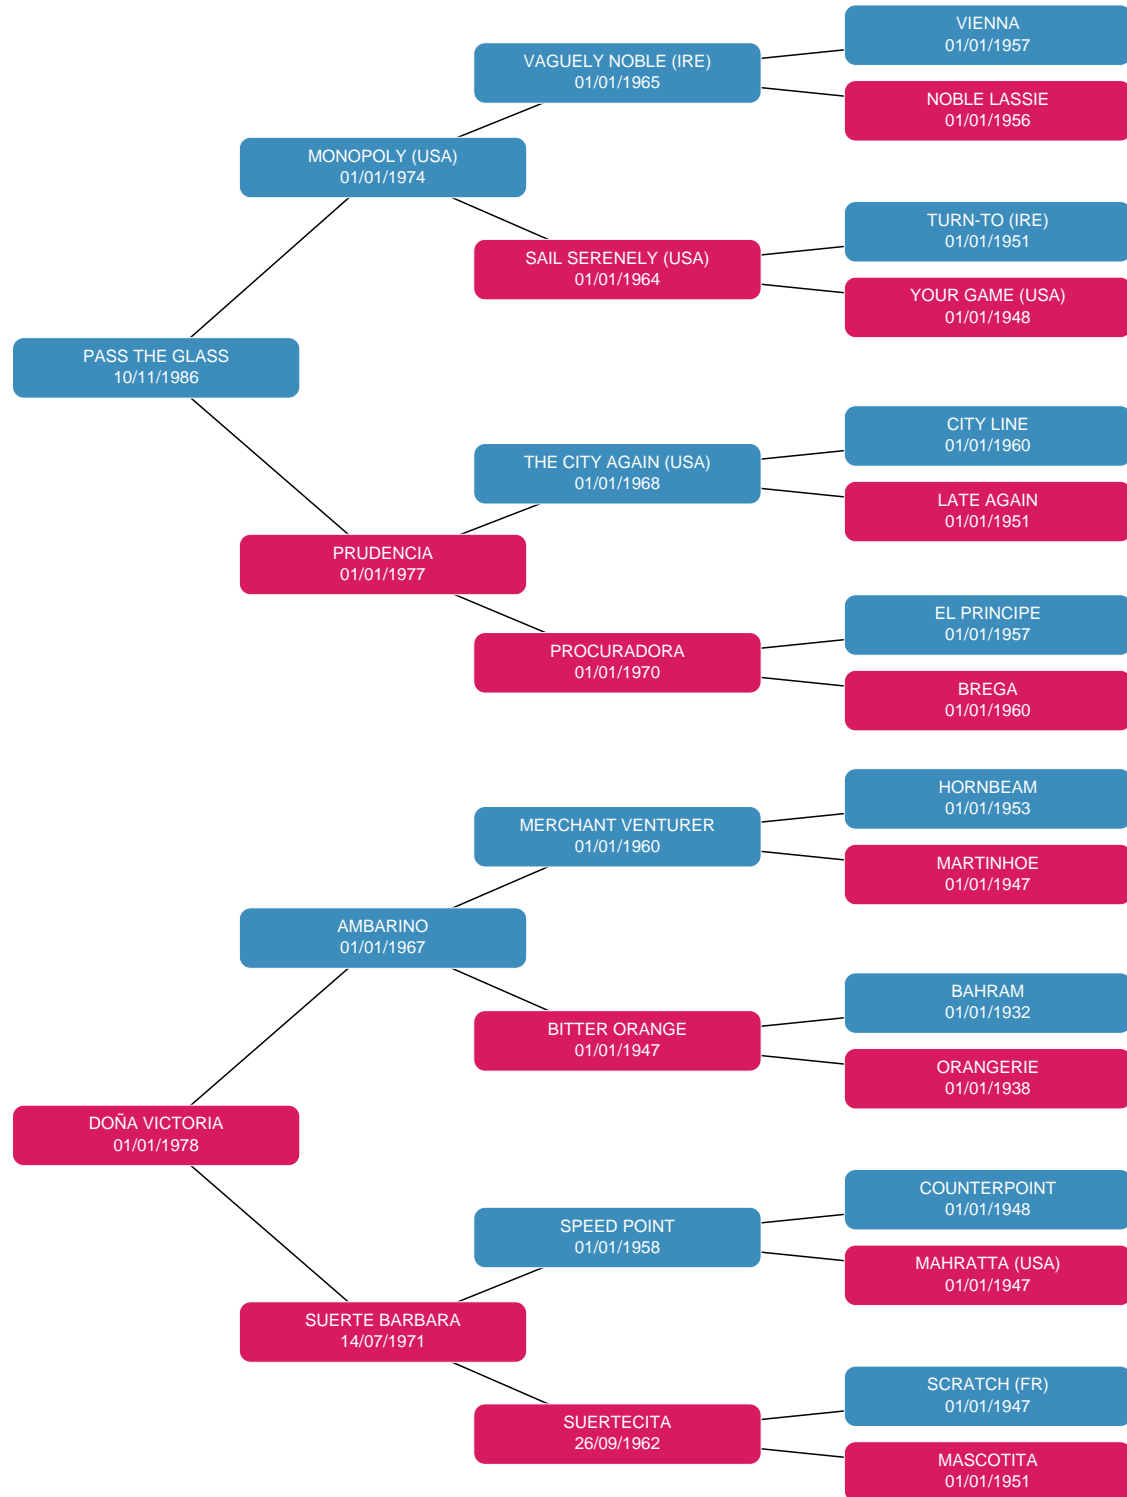 VIENNA
01/01/1957
VAGUELY NOBLE (IRE)
01/01/1965
NOBLE LASSIE
01/01/1956
MONOPOLY (USA)
01/01/1974
TURN-TO (IRE)
01/01/1951
SAIL SERENELY (USA)
01/01/1964
YOUR GAME (USA)
01/01/1948
PASS THE GLASS
10/11/1986
CITY LINE
01/01/1960
THE CITY AGAIN (USA)
01/01/1968
LATE AGAIN
01/01/1951
PRUDENCIA
01/01/1977
EL PRINCIPE
01/01/1957
PROCURADORA
01/01/1970
BREGA
01/01/1960
HORNBEAM
01/01/1953
MERCHANT VENTURER
01/01/1960
MARTINHOE
01/01/1947
AMBARINO
01/01/1967
BAHRAM
01/01/1932
BITTER ORANGE
01/01/1947
ORANGERIE
01/01/1938
DOÑA VICTORIA
01/01/1978
COUNTERPOINT
01/01/1948
SPEED POINT
01/01/1958
MAHRATTA (USA)
01/01/1947
SUERTE BARBARA
14/07/1971
SCRATCH (FR)
01/01/1947
SUERTECITA
26/09/1962
MASCOTITA
01/01/1951